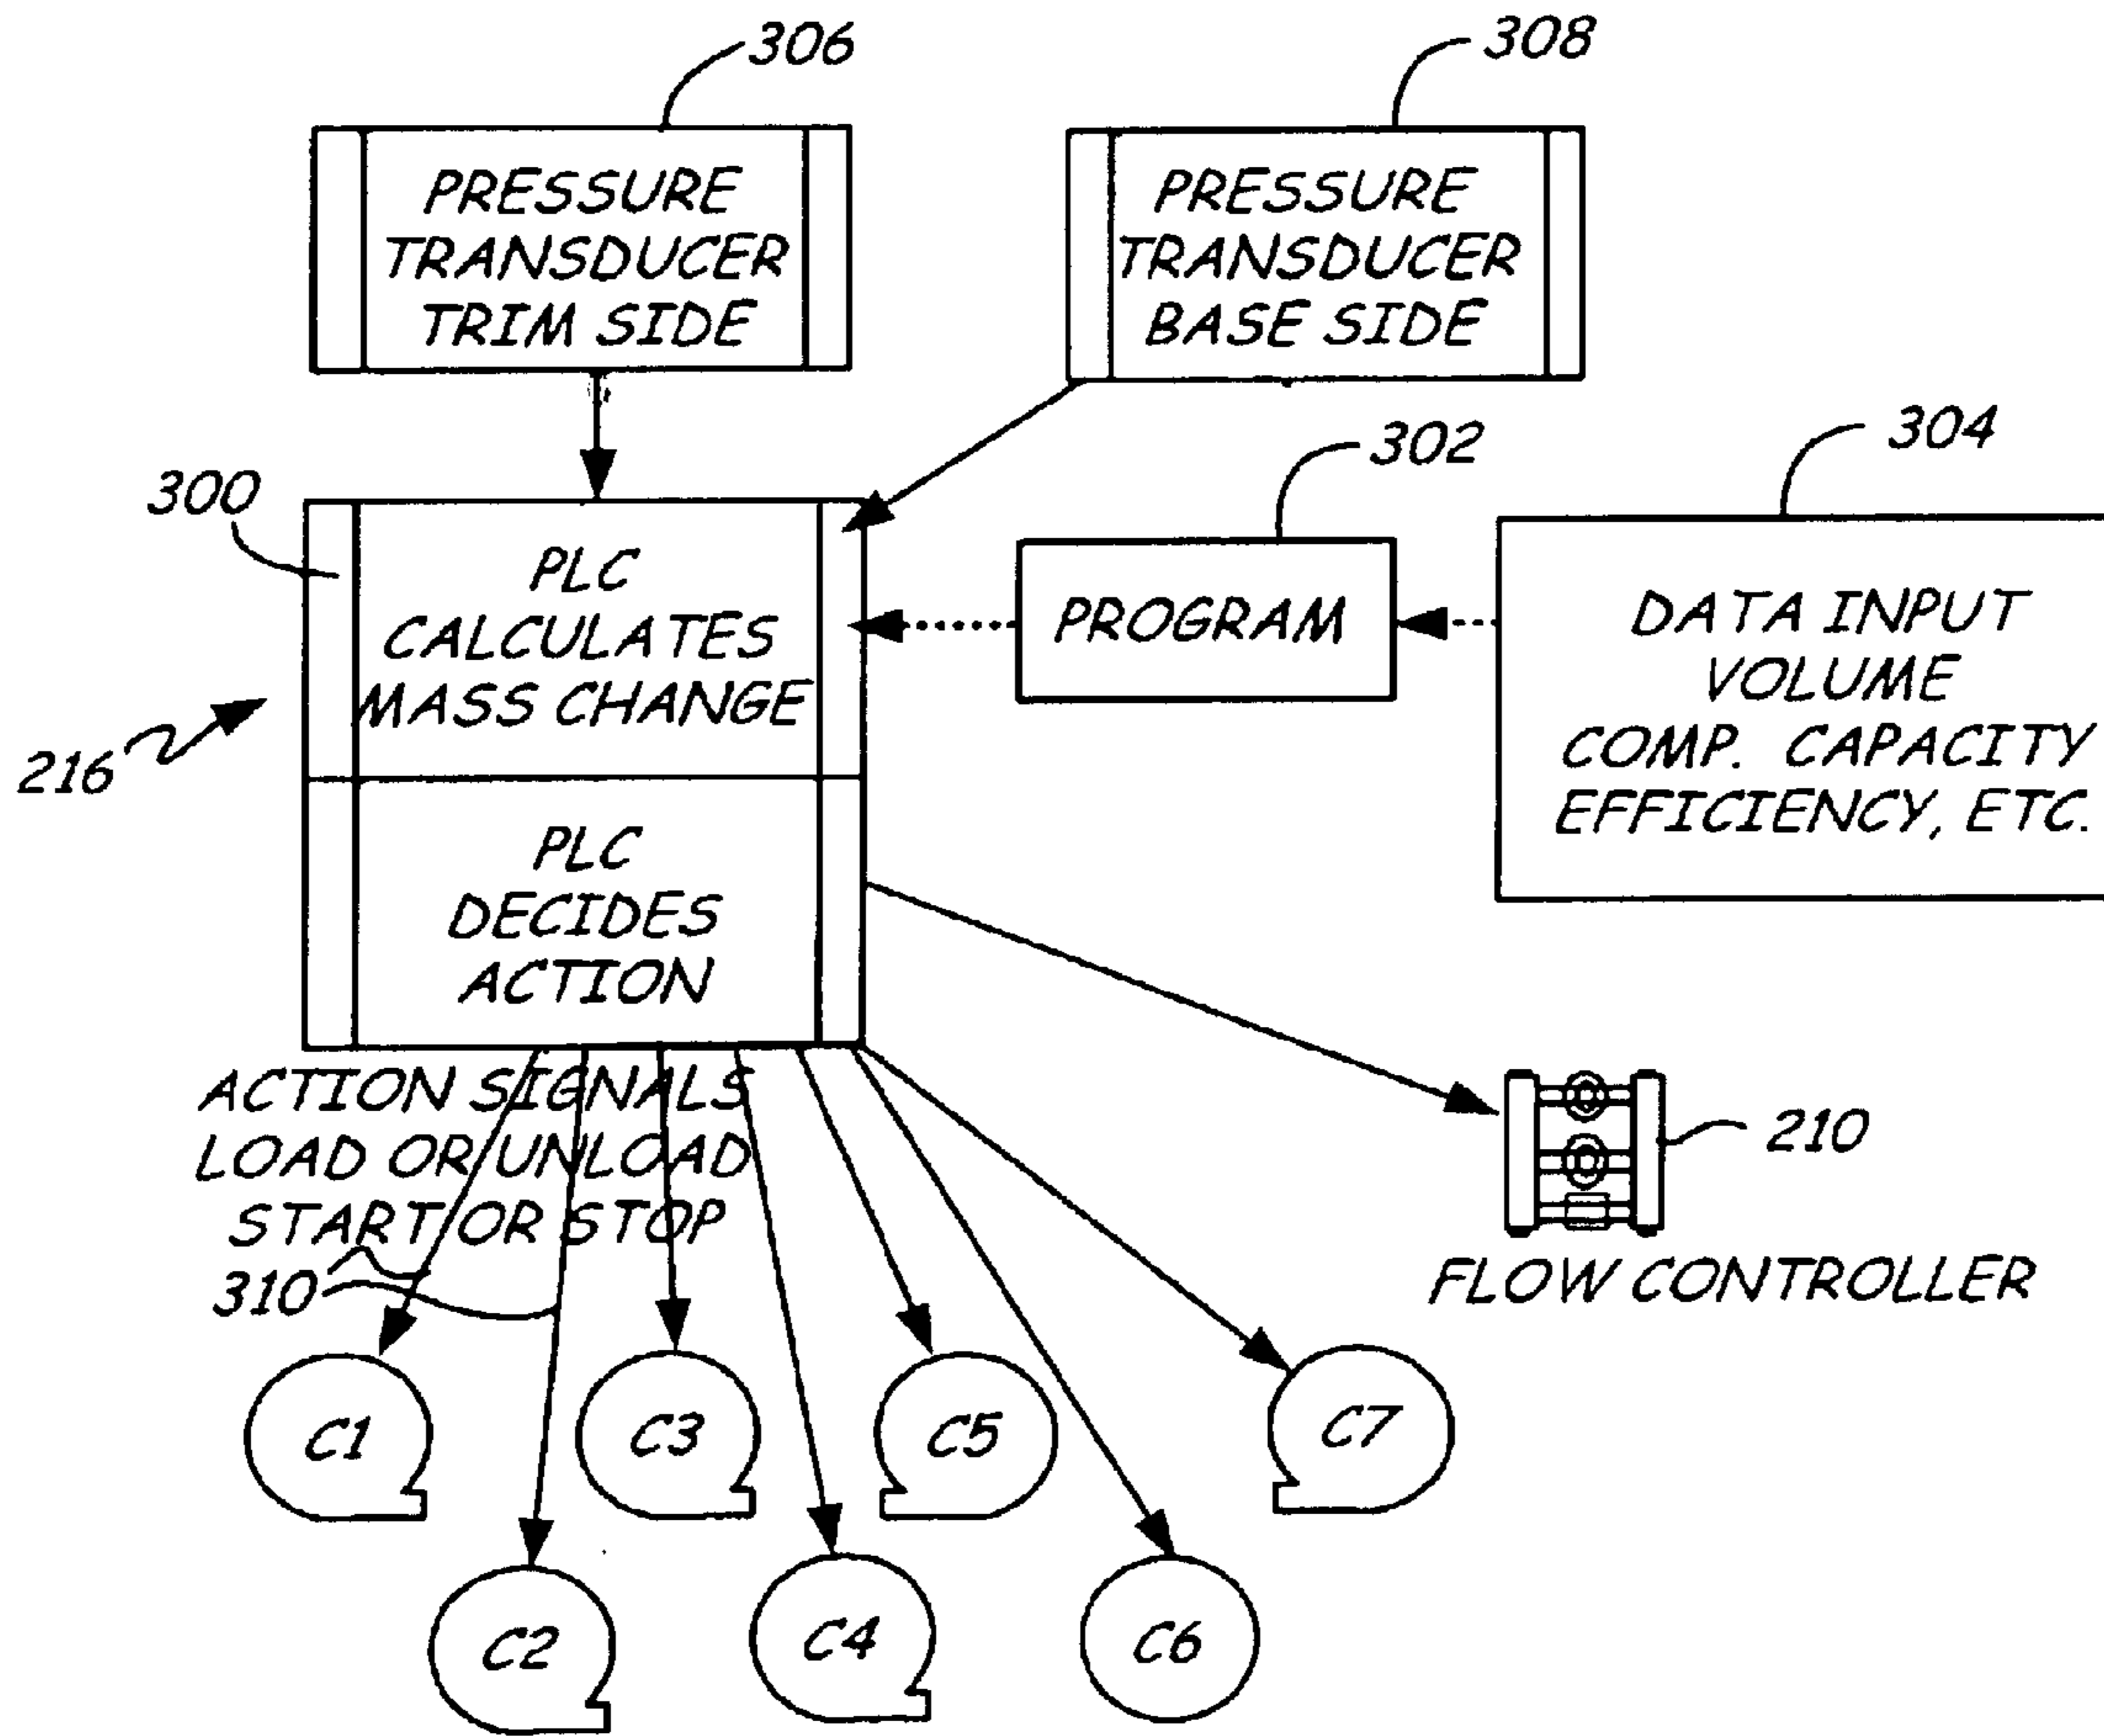 306
308
PRESSURE
TRANSDUCER
TRIM SIDE
PRESSURE
TRANSDUCER
BASE SIDE
302
304
300
PLC
CALCULATES
MASS CHANGE
PROGRAM
DATA INPUT
VOLUME
COMP. CAPACITY
EFFICIENCY, ETC.
216
PLC
DECIDES
ACTION
ACTION SIGNALS
LOAD OR UNLOAD
START OR STOP
310
210
FLOW CONTROLLER
C1
C3
C5
C7
C2
C4
C6